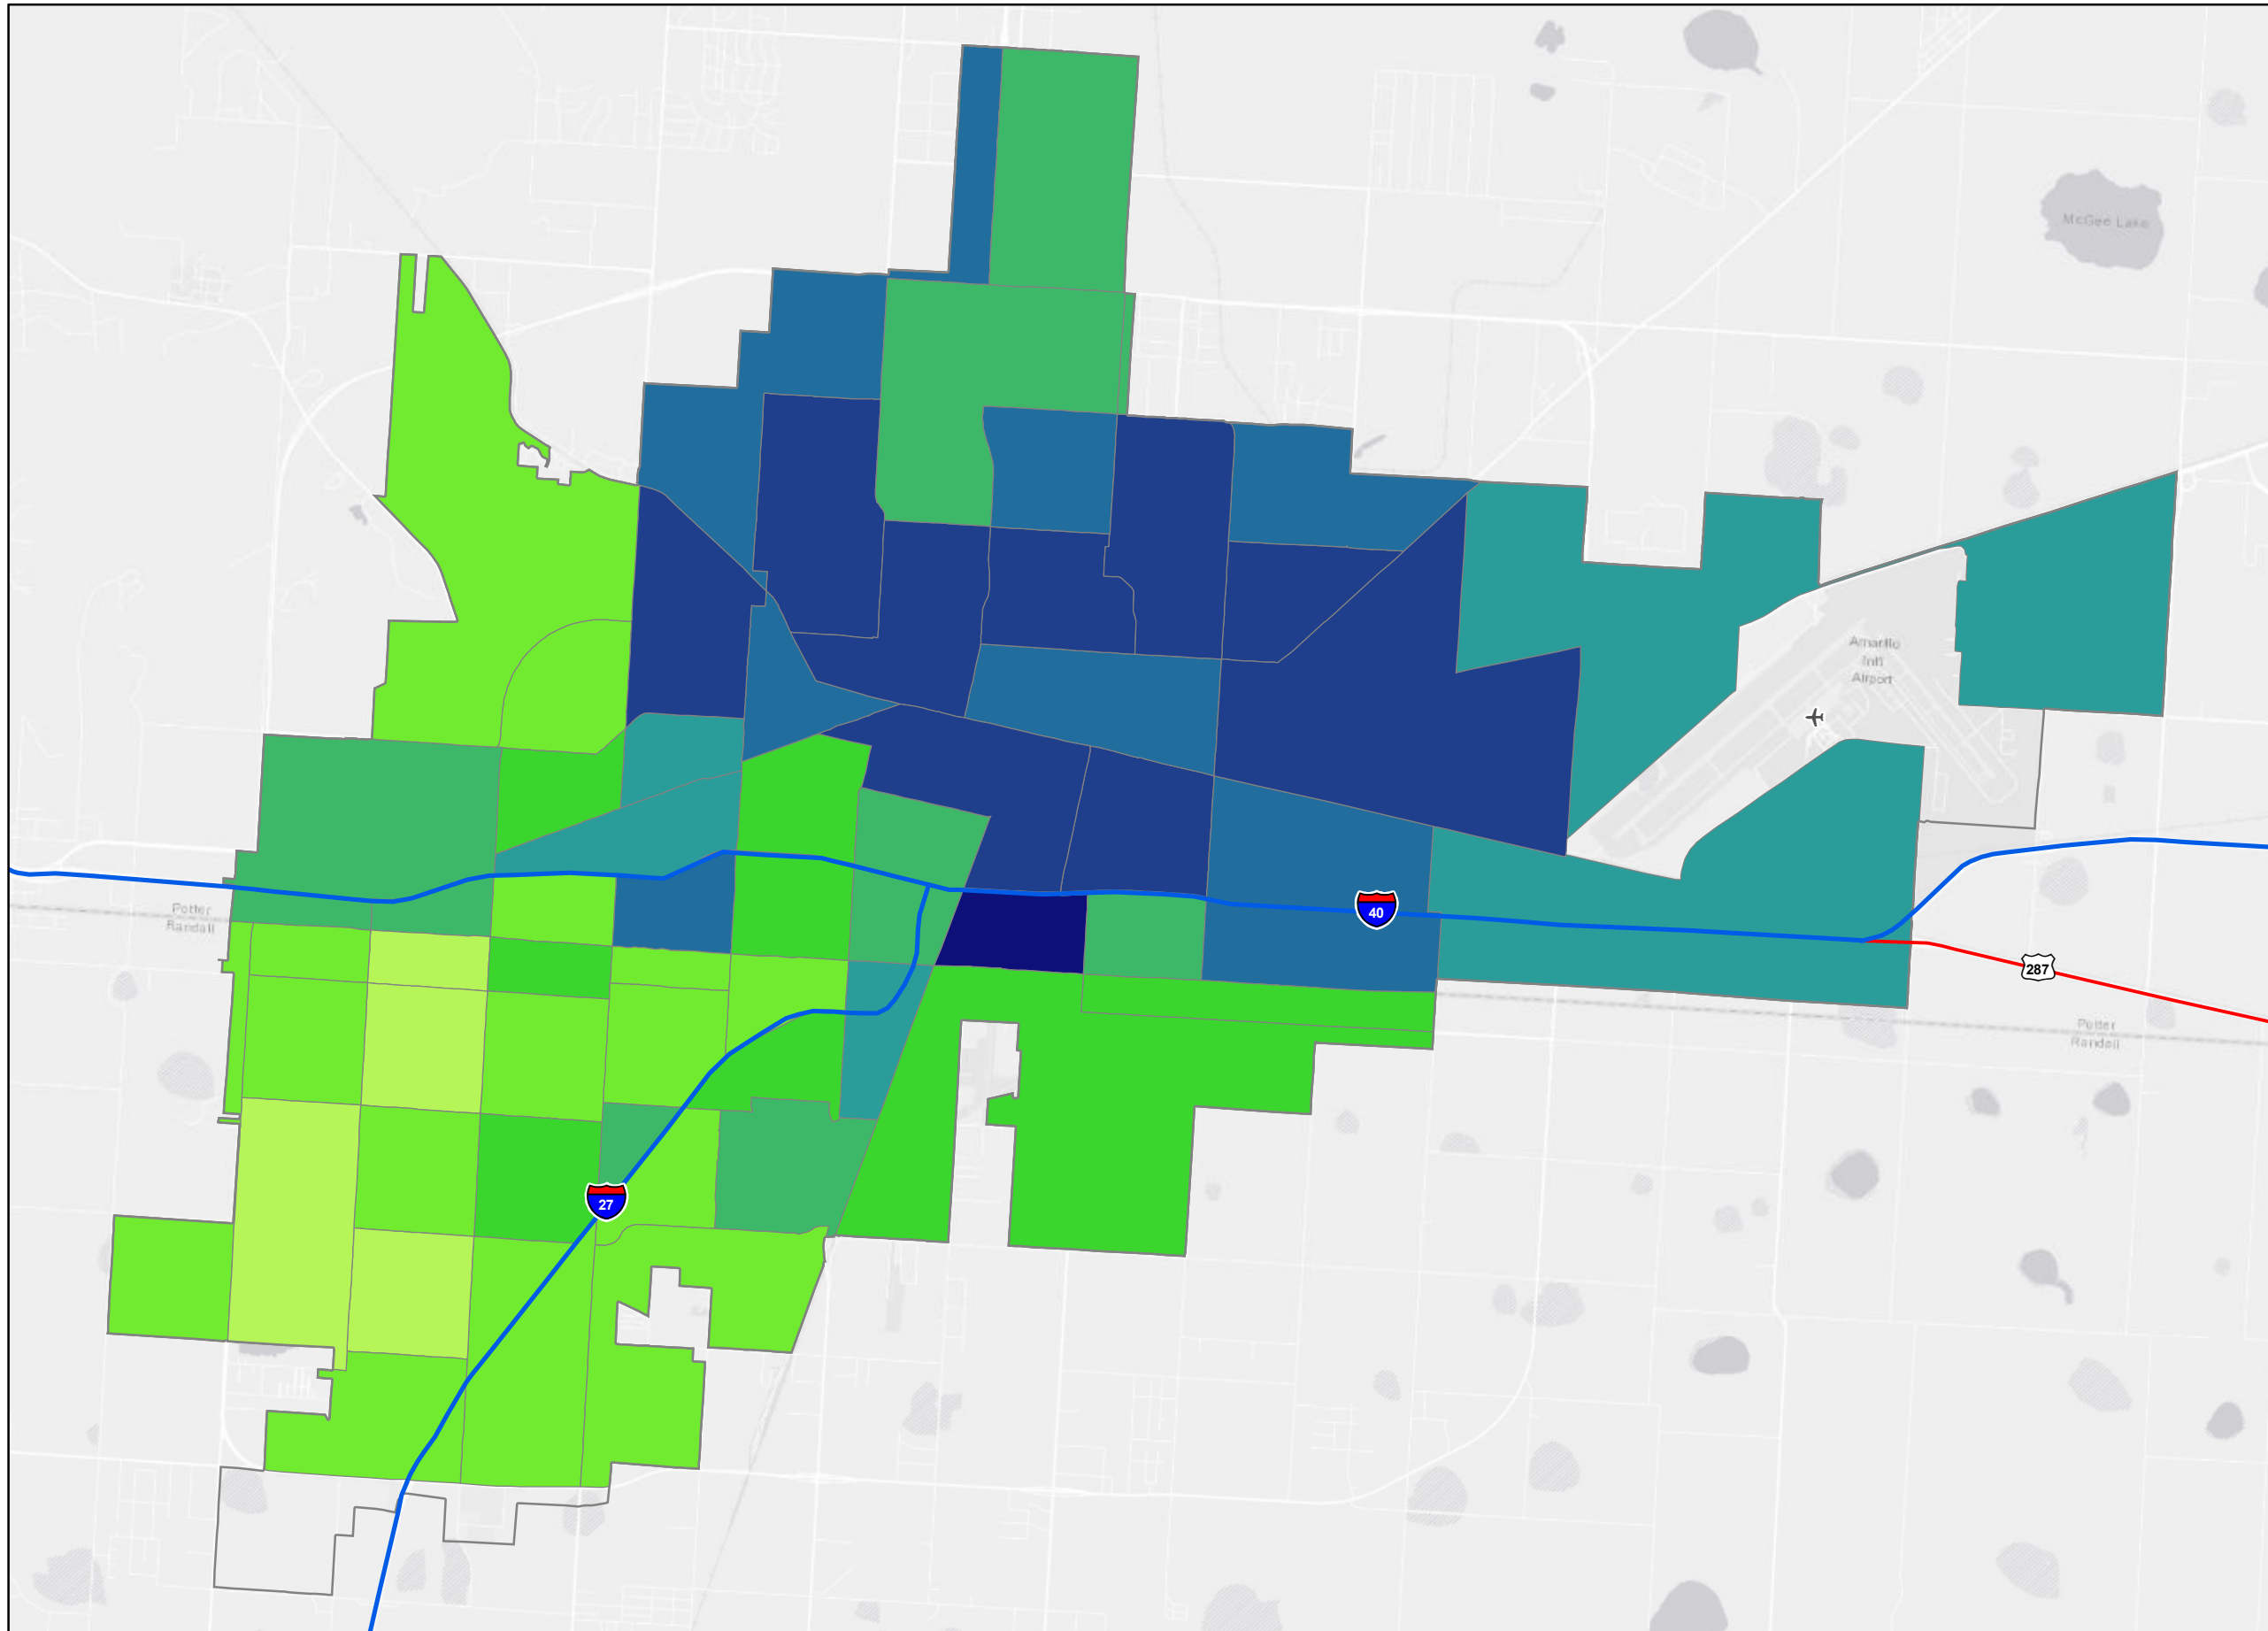 McGee Lake
Amarillo
Intl
Airport
Potter
Randall
40
287
Potter
Randall
27